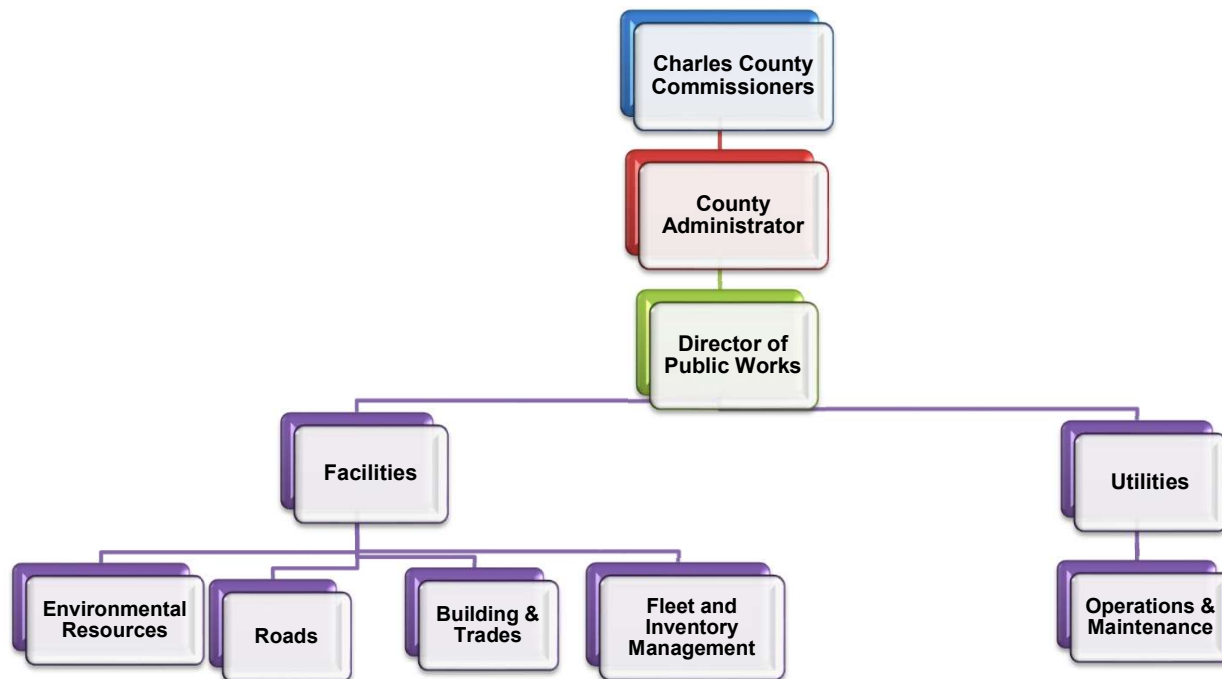 Charles County
Commissioners
County
Administrator
Director of
Public Works
Facilities
Utilities
Environmental
Resources
Roads
Building &
Trades
Fleet and
Inventory
Management
Operations &
Maintenance